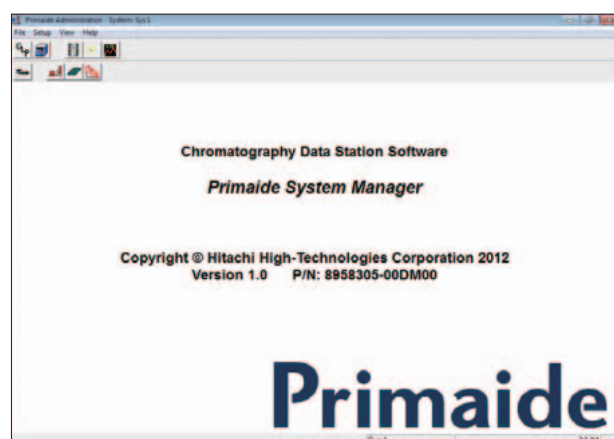 Primaide Administration - System Sys1
File Setup View Help
Chromatography Data Station Software
Primaide System Manager
Copyright © Hitachi High-Technologies Corporation 2012
Version 1.0 P/N: 8958305-00DM00
Primaide